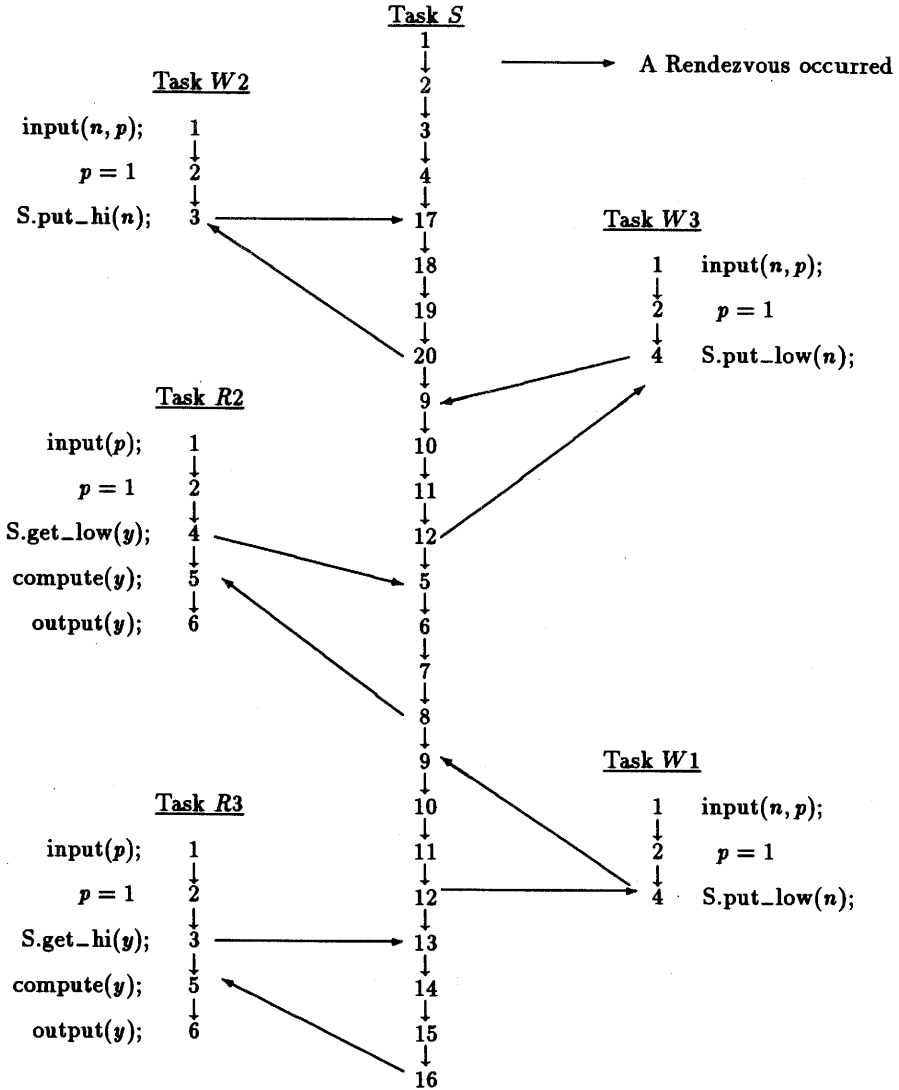 Task S
1
A Rendezvous occurred
2
Task W2
input(n, p); 1
3
p = 1 2
4
S.put_hi(n); 3
17
Task W3
18
1 input(n, p);
19
2 p = 1
20
4 S.put_low(n);
Task R2
9
input(p); 1
10
p = 1 2
11
S.get_low(y); 4
12
compute(y); 5
5
output(y); 6
6
7
8
9
Task W1
Task R3
10
1 input(n, p);
input(p); 1
11
2 p = 1
p = 1 2
12
4 S.put_low(n);
S.get_hi(y); 3
13
compute(y); 5
14
output(y); 6
15
16